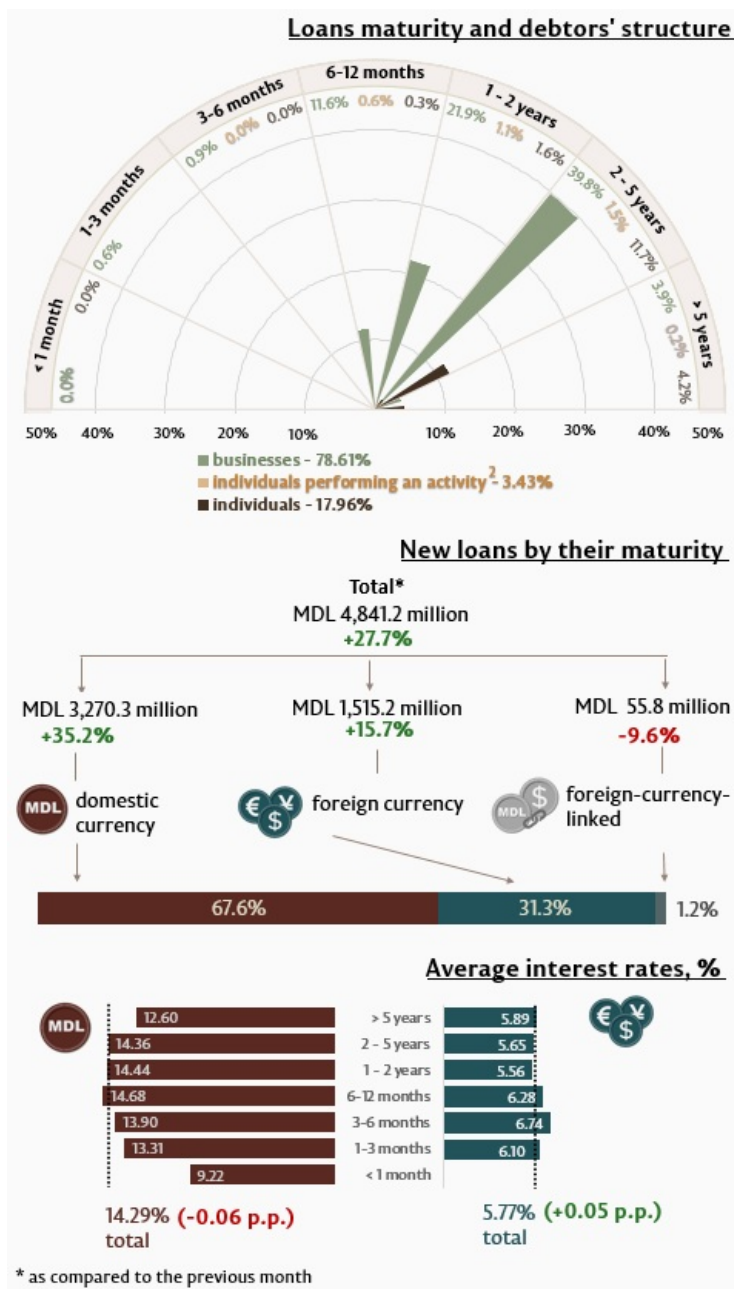 Loans maturity and debtors' structure
< 1 month
0.0%
0.0%
1-3 months
0.6%
3-6 months
0.9% 0.0% 0.0%
6-12 months
11.6% 0.6% 0.3%
1 - 2 years
21.9% 1.1% 1.6%
2 - 5 years
39.8% 1.5% 11.7%
> 5 years
3.9% 0.2% 4.2%
50% 40% 30% 20% 10% 10% 20% 30% 40% 50%
businesses - 78.61%
individuals performing an activity 2 - 3.43%
individuals - 17.96%
New loans by their maturity
Total*
MDL 4,841.2 million
+27.7%
MDL 3,270.3 million
+35.2%
MDL 1,515.2 million
+15.7%
MDL 55.8 million
-9.6%
MDL
domestic
currency
€ ¥ $
foreign currency
MDL $
foreign-currency-
linked
67.6% 31.3% 1.2%
Average interest rates, %
MDL
€ ¥ $
12.60 > 5 years 5.89
14.36 2 - 5 years 5.65
14.44 1 - 2 years 5.56
14.68 6-12 months 6.28
13.90 3-6 months 6.74
13.31 1-3 months 6.10
9.22 < 1 month
14.29% (-0.06 p.p.)
total
5.77% (+0.05 p.p.)
total
* as compared to the previous month